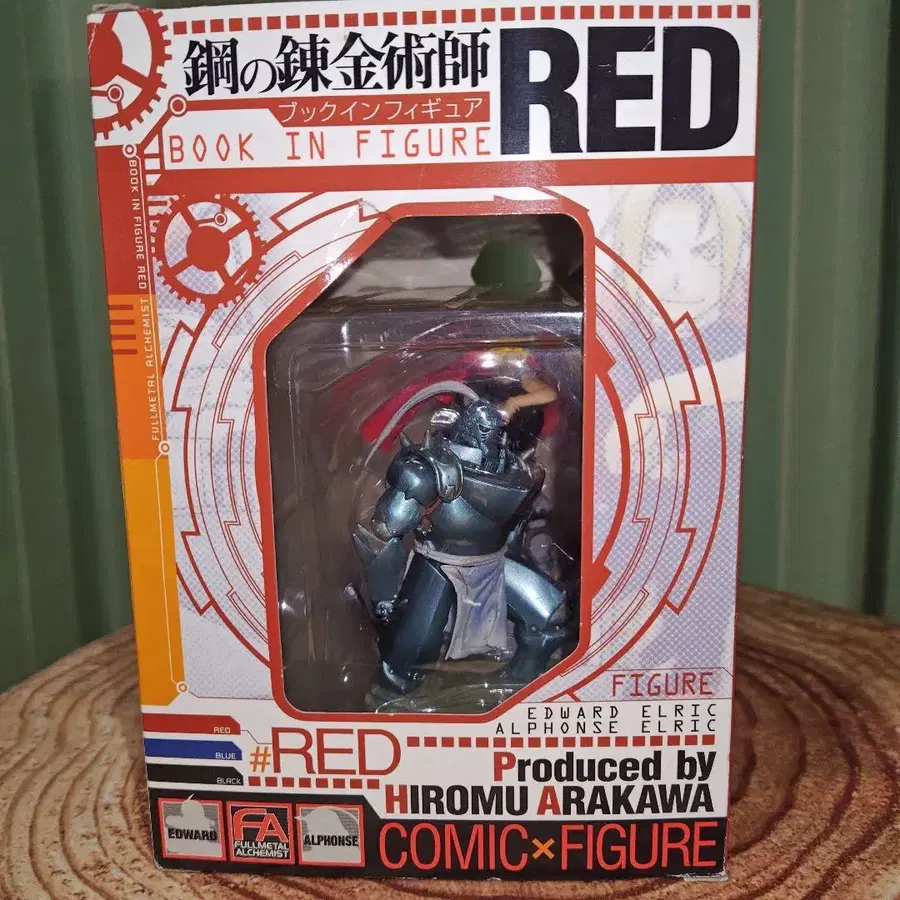 鋼の錬金術師
RED
ブックインフィギュア
BOOK IN FIGURE
BOOK IN FIGURE RED
FULLMETAL ALCHEMIST
FIGURE
EDWARD ELRIC
ALPHONSE ELRIC
RED
BLUE
BLACK
#RED
Produced by
HIROMU ARAKAWA
EDWARD
FA
FULLMETAL
ALCHEMIST
ALPHONSE
COMIC×FIGURE